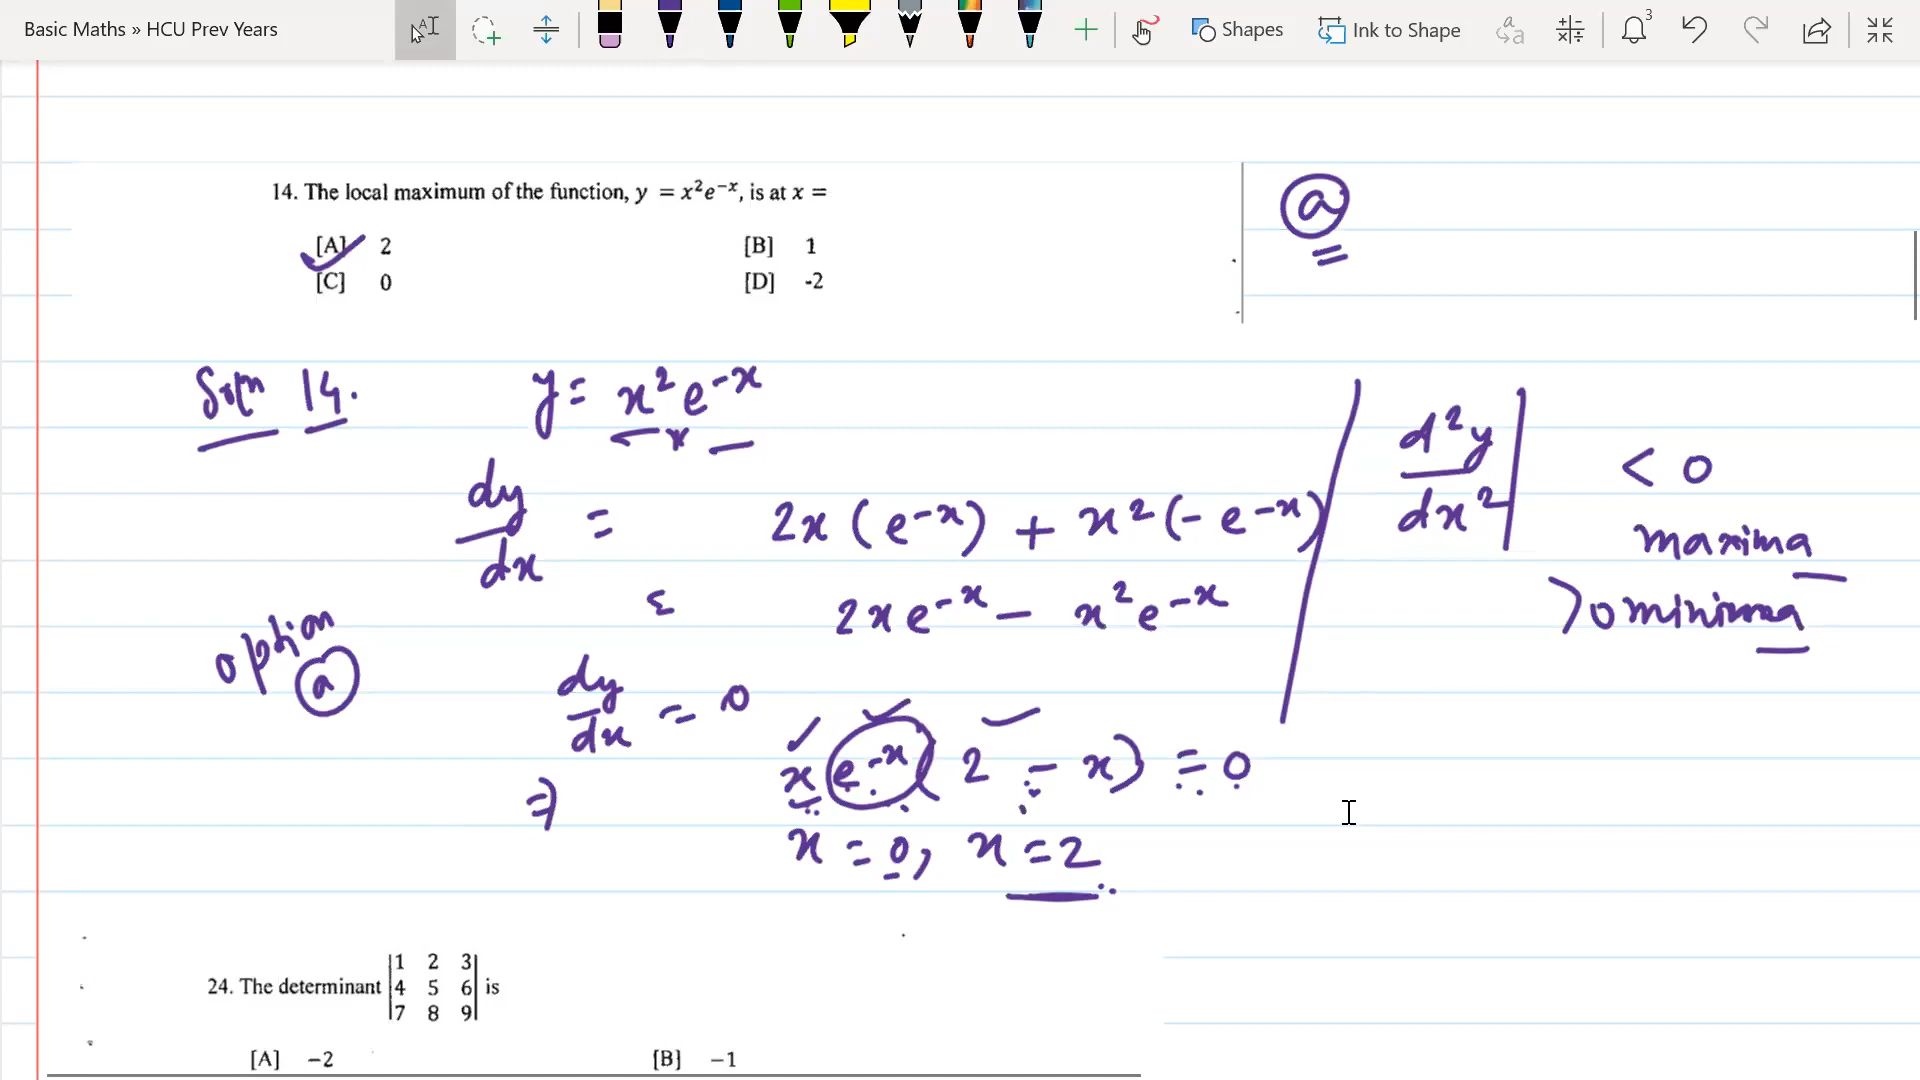 Basic Maths » HCU Prev Years
Shapes
Ink to Shape
3
14. The local maximum of the function, y = x²e⁻ˣ, is at x =
[A] 2
[B] 1
[C] 0
[D] -2
a
Soln 14.
y = x²e⁻ˣ
dy/dx = 2x (e⁻ˣ) + x² (-e⁻ˣ)
= 2xe⁻ˣ - x²e⁻ˣ
d²y/dx² < 0
maxima
> 0 minima
option
a
dy/dx = 0
⇒ x e⁻ˣ (2 - x) = 0
x = 0, x = 2
24. The determinant |1 2 3| is
|4 5 6|
|7 8 9|
[A] −2
[B] −1